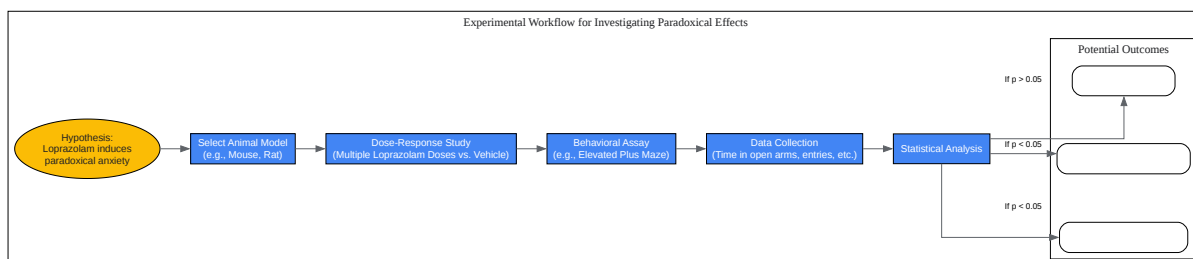 Experimental Workflow for Investigating Paradoxical Effects
Potential Outcomes
If p > 0.05
Hypothesis:
Loprazolam induces
paradoxical anxiety
Select Animal Model
(e.g., Mouse, Rat)
Dose-Response Study
(Multiple Loprazolam Doses vs. Vehicle)
Behavioral Assay
(e.g., Elevated Plus Maze)
Data Collection
(Time in open arms, entries, etc.)
Statistical Analysis
If p < 0.05
If p < 0.05